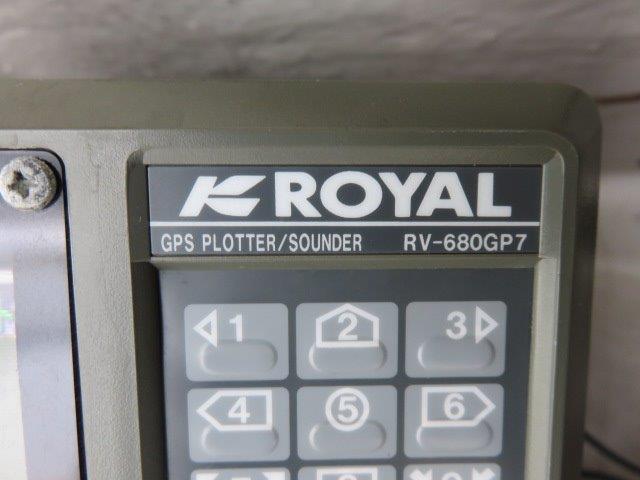 ROYAL
GPS PLOTTER/SOUNDER RV-680GP7
1 2 3
4 5 6